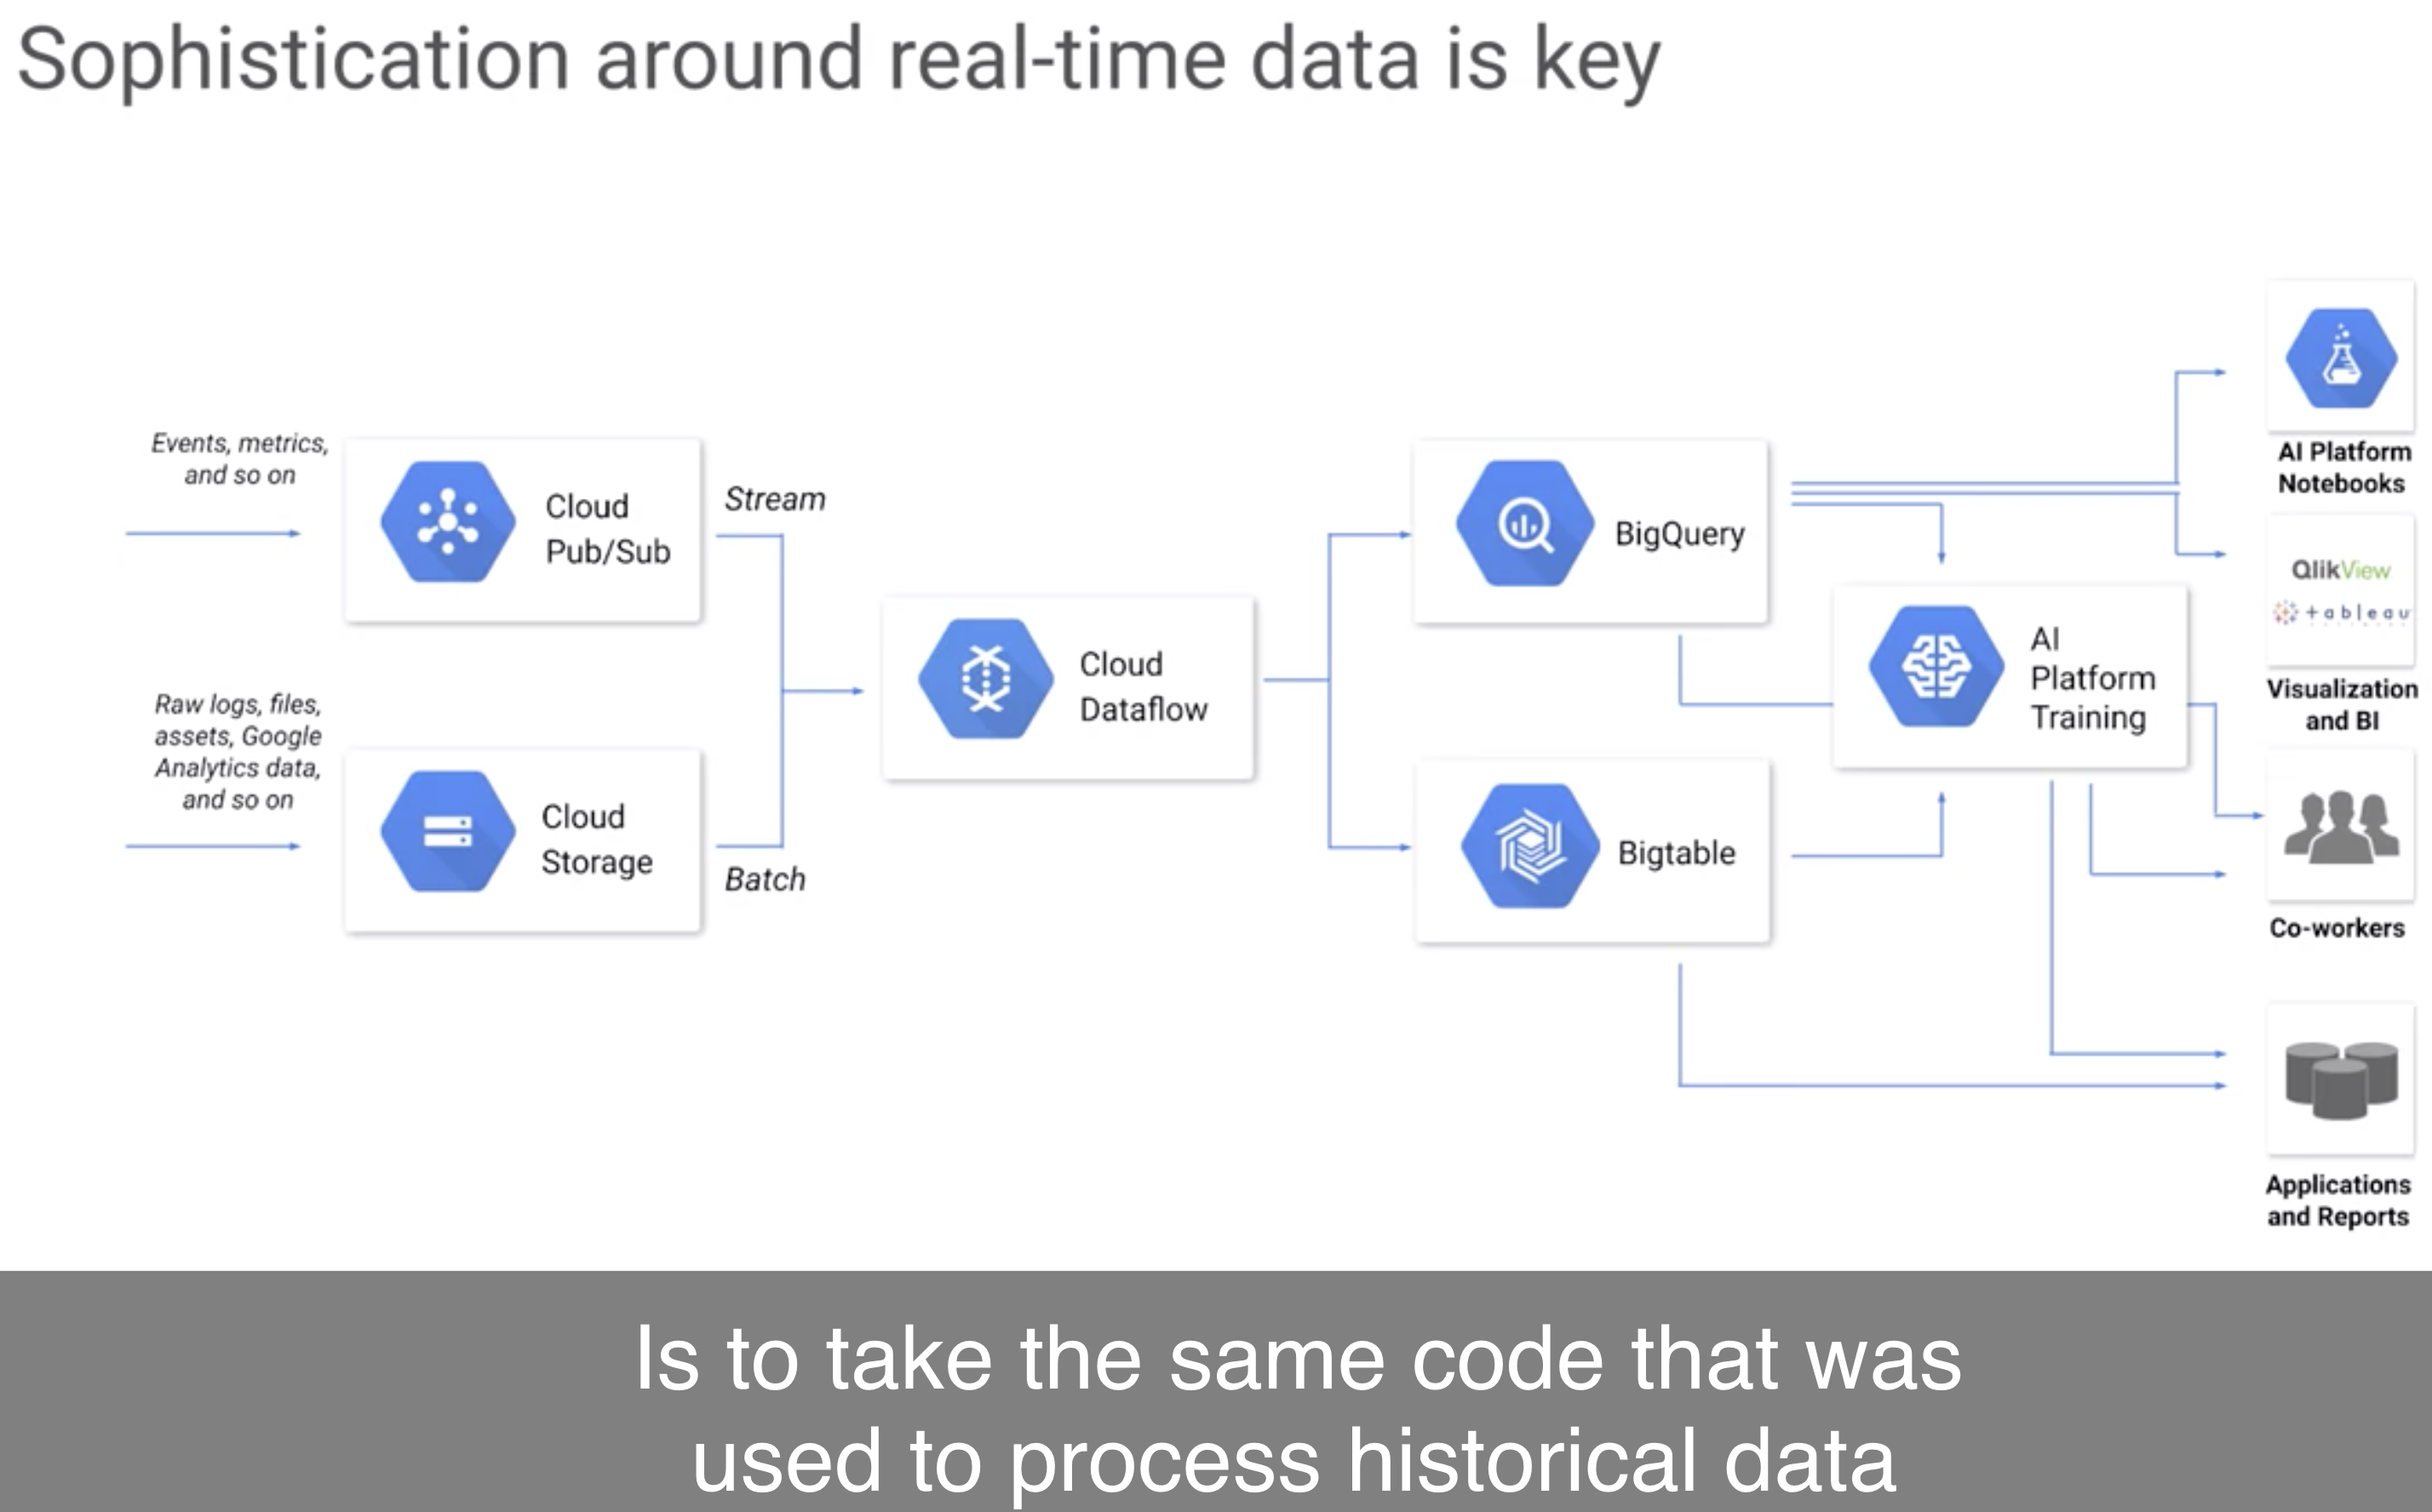 Sophistication around real-time data is key
Events, metrics,
and so on
Cloud
Pub/Sub
Stream
Raw logs, files,
assets, Google
Analytics data,
and so on
Cloud
Storage
Batch
Cloud
Dataflow
BigQuery
Bigtable
AI
Platform
Training
AI Platform
Notebooks
QlikView
+ableau
Visualization
and BI
Co-workers
Applications
and Reports
Is to take the same code that was
used to process historical data